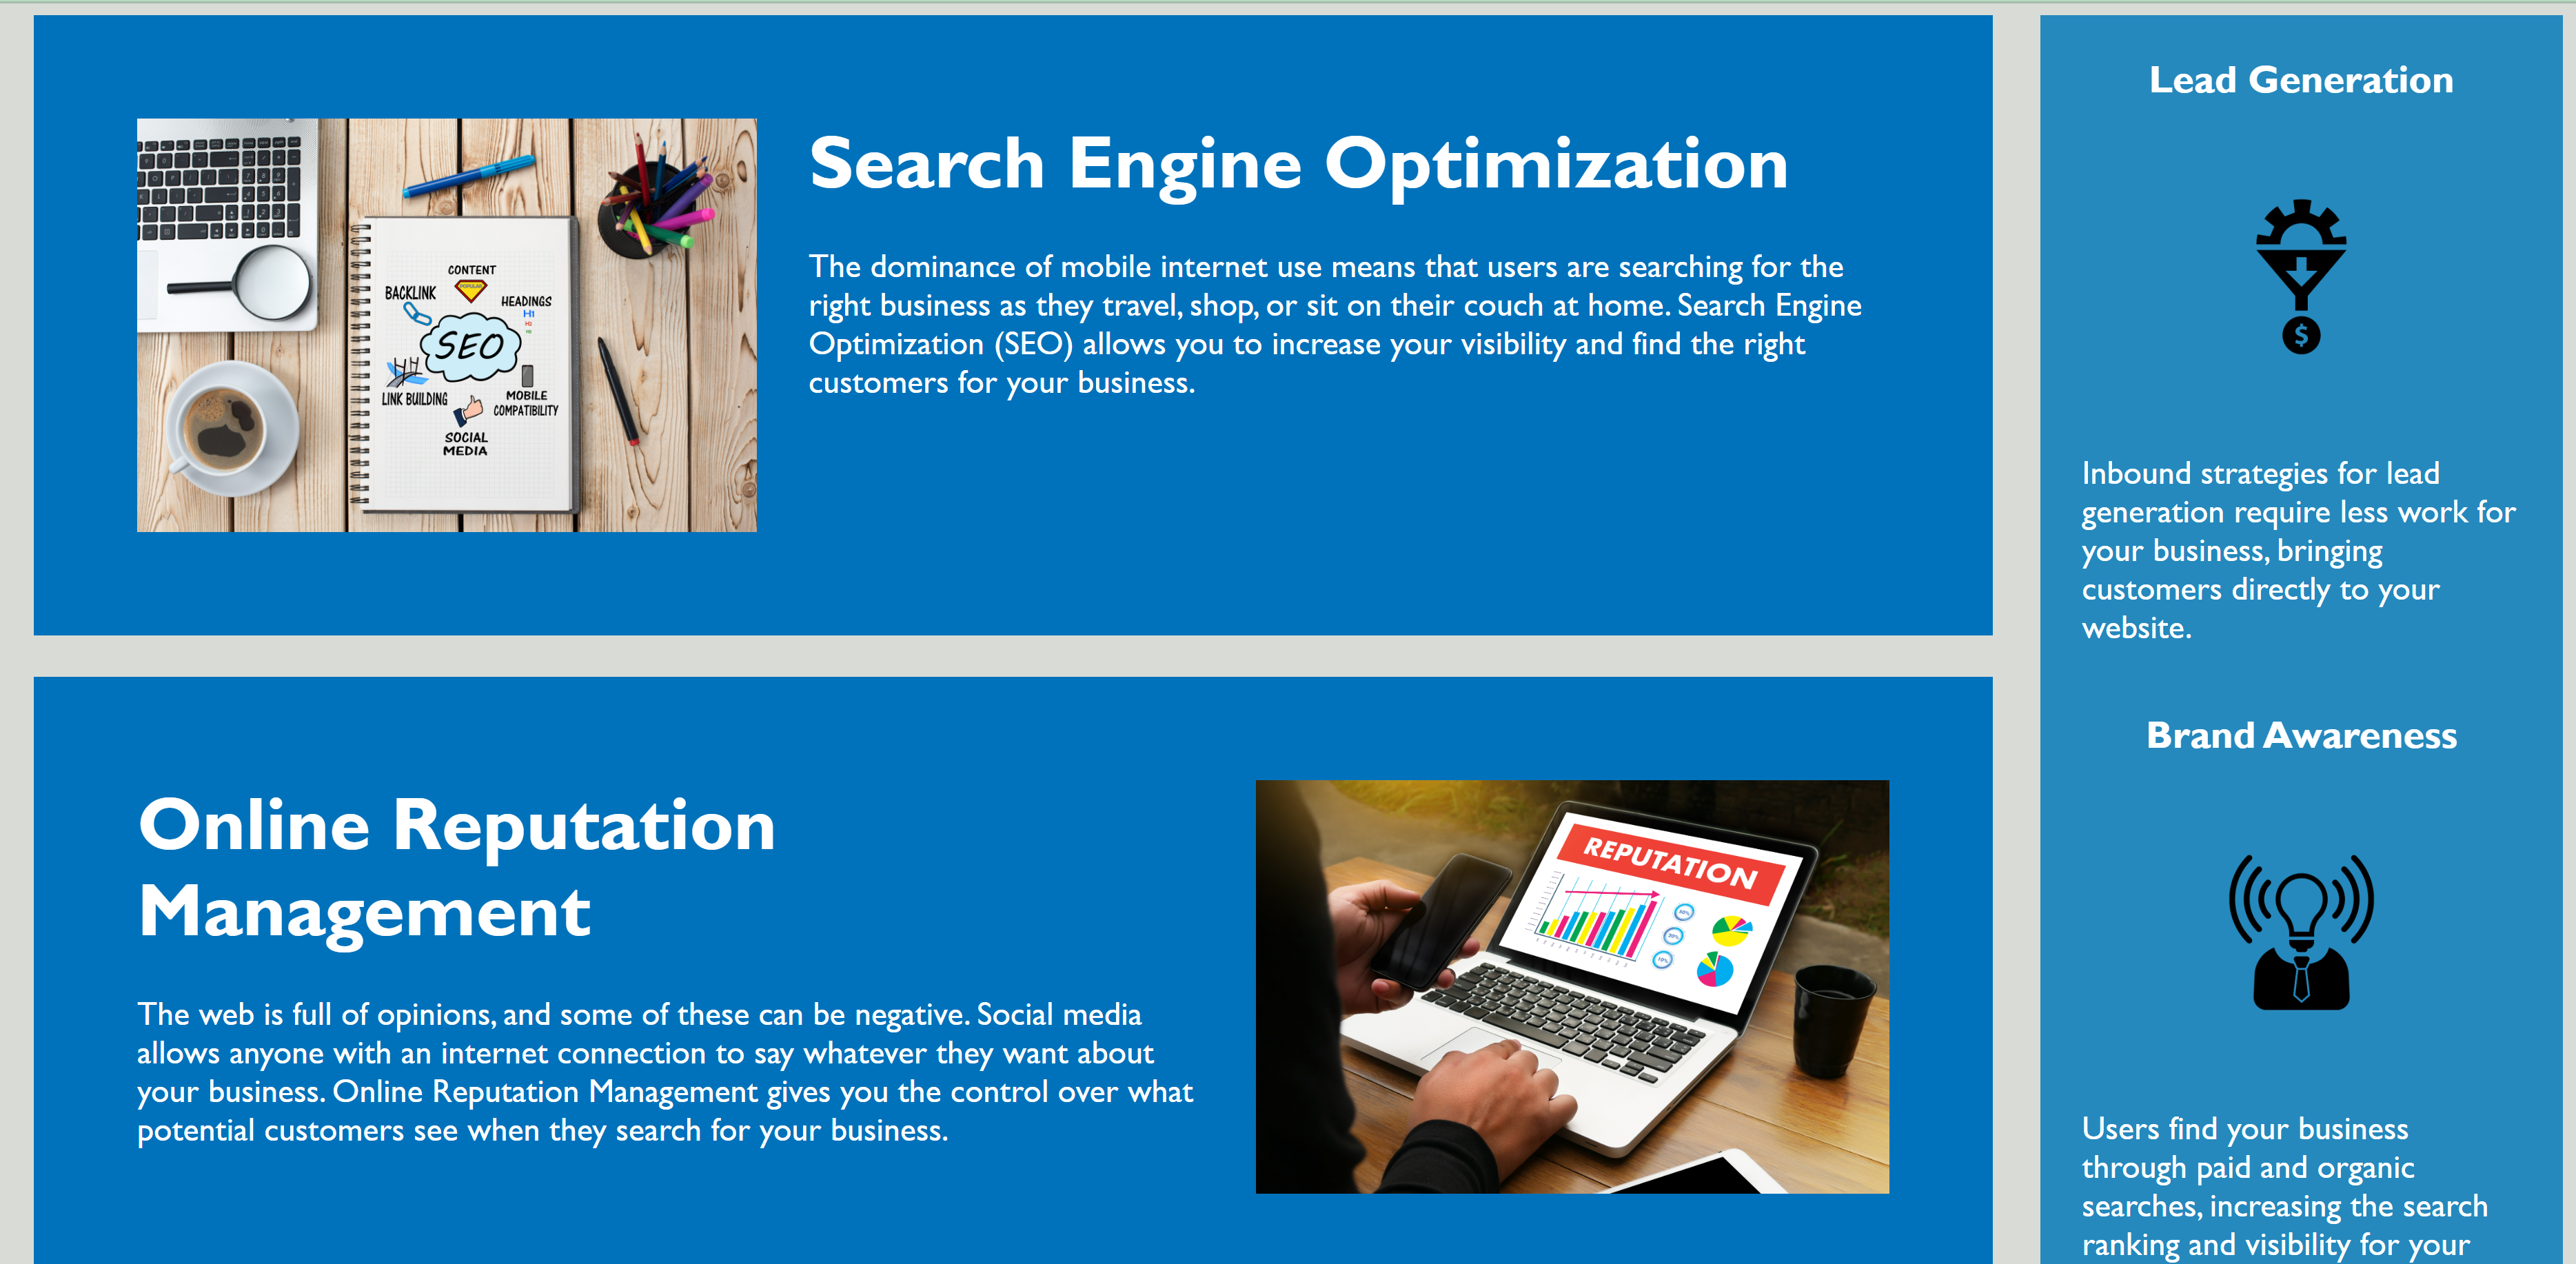 Search Engine Optimization
The dominance of mobile internet use means that users are searching for the
right business as they travel, shop, or sit on their couch at home. Search Engine
Optimization (SEO) allows you to increase your visibility and find the right
customers for your business.
CONTENT
POPULAR
BACKLINK
HEADINGS
H1
SEO
LINK BUILDING
MOBILE
COMPATIBILITY
SOCIAL
MEDIA
Online Reputation
Management
The web is full of opinions, and some of these can be negative. Social media
allows anyone with an internet connection to say whatever they want about
your business. Online Reputation Management gives you the control over what
potential customers see when they search for your business.
REPUTATION
Lead Generation
$
Inbound strategies for lead
generation require less work for
your business, bringing
customers directly to your
website.
Brand Awareness
Users find your business
through paid and organic
searches, increasing the search
ranking and visibility for your